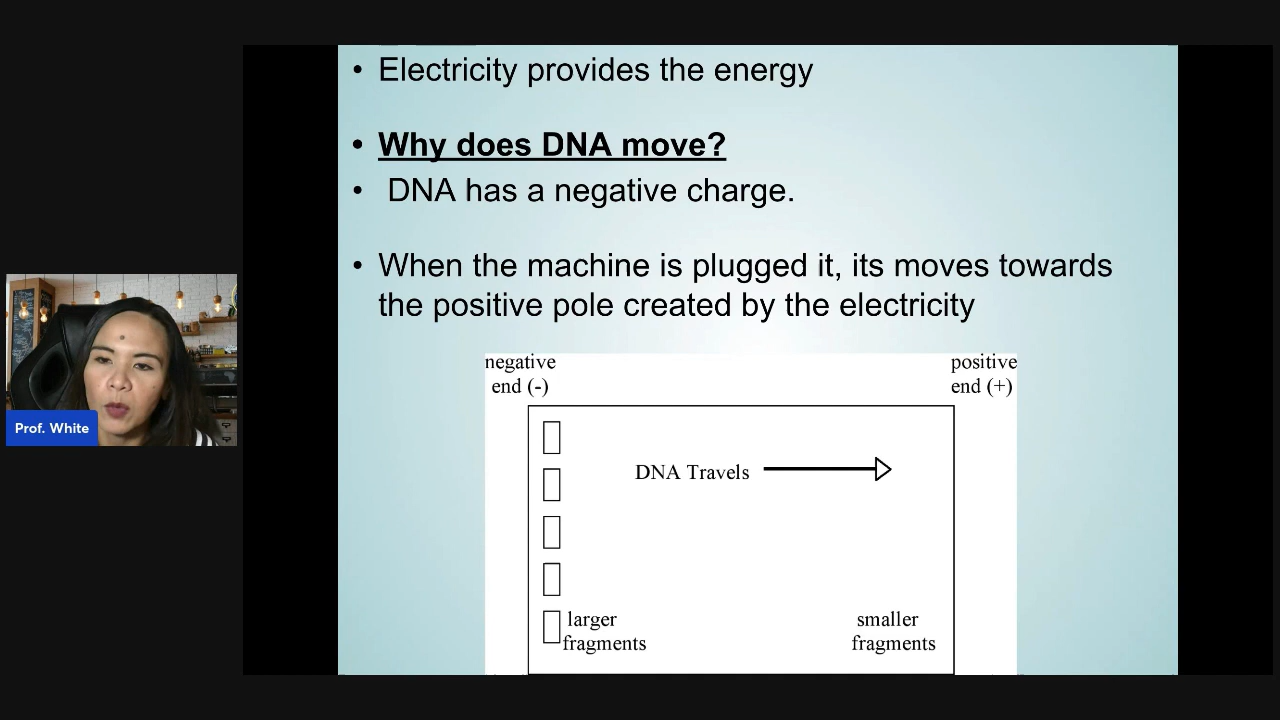 • Electricity provides the energy
• Why does DNA move?
• DNA has a negative charge.
• When the machine is plugged it, its moves towards
the positive pole created by the electricity
negative
end (-)
positive
end (+)
DNA Travels
larger
fragments
smaller
fragments
Prof. White